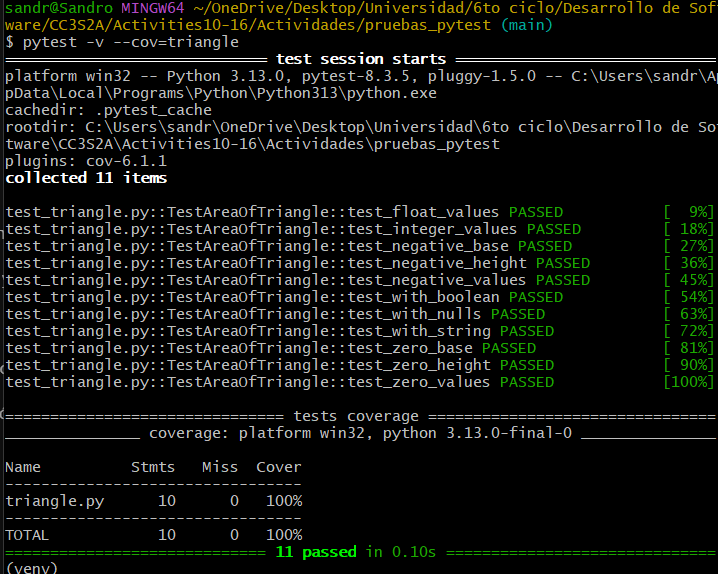 sandr@Sandro MINGW64 ~/OneDrive/Desktop/Universidad/6to ciclo/Desarrollo de Sof
ware/CC3S2A/Activities10-16/Actividades/pruebas_pytest (main)
$ pytest -v --cov=triangle
============================= test session starts =============================
platform win32 -- Python 3.13.0, pytest-8.3.5, pluggy-1.5.0 -- C:\Users\sandr\Ap
pData\Local\Programs\Python\Python313\python.exe
cachedir: .pytest_cache
rootdir: C:\Users\sandr\OneDrive\Desktop\Universidad\6to ciclo\Desarrollo de Sof
tware\CC3S2A\Activities10-16\Actividades\pruebas_pytest
plugins: cov-6.1.1
collected 11 items
test_triangle.py::TestAreaOfTriangle::test_float_values PASSED [  9%]
test_triangle.py::TestAreaOfTriangle::test_integer_values PASSED [ 18%]
test_triangle.py::TestAreaOfTriangle::test_negative_base PASSED [ 27%]
test_triangle.py::TestAreaOfTriangle::test_negative_height PASSED [ 36%]
test_triangle.py::TestAreaOfTriangle::test_negative_values PASSED [ 45%]
test_triangle.py::TestAreaOfTriangle::test_with_boolean PASSED [ 54%]
test_triangle.py::TestAreaOfTriangle::test_with_nulls PASSED [ 63%]
test_triangle.py::TestAreaOfTriangle::test_with_string PASSED [ 72%]
test_triangle.py::TestAreaOfTriangle::test_zero_base PASSED [ 81%]
test_triangle.py::TestAreaOfTriangle::test_zero_height PASSED [ 90%]
test_triangle.py::TestAreaOfTriangle::test_zero_values PASSED [100%]
=============================== tests coverage ================================
_______________ coverage: platform win32, python 3.13.0-final-0 _______________
Name Stmts Miss Cover
---------------------------------
triangle.py 10 0 100%
---------------------------------
TOTAL 10 0 100%
============================= 11 passed in 0.10s ==============================
(venv)